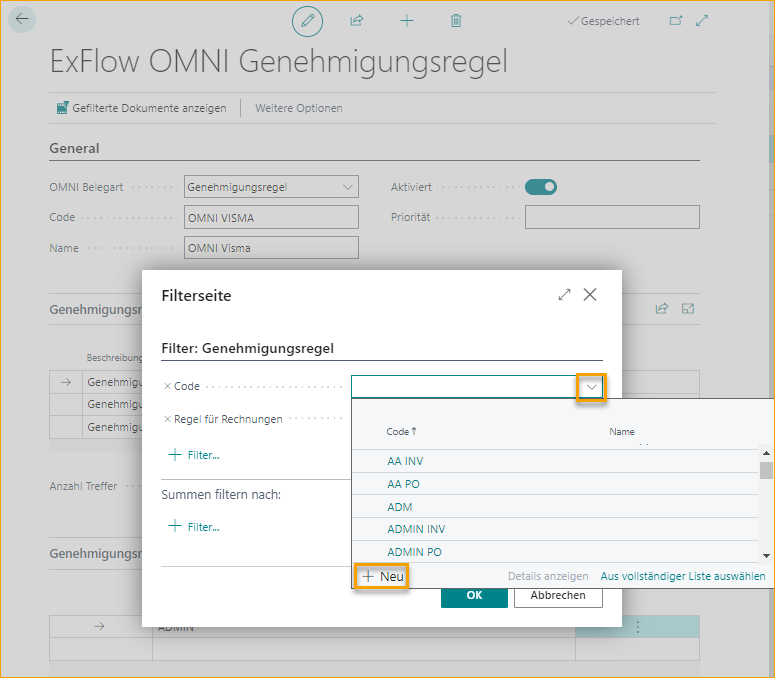 Gespeichert
ExFlow OMNI Genehmigungsregel
Gefilterte Dokumente anzeigen
Weitere Optionen
General
OMNI Belegart
Genehmigungsregel
Aktiviert
Code
OMNI VISMA
Priorität
Name
OMNI Visma
Filterseite
Genehmigungsr
Filter: Genehmigungsregel
Beschreibung
Genehmigu
Code
Genehmigu
Regel für Rechnungen
Genehmigu
Code
Name
Filter...
AA INV
AA PO
Anzahl Treffer
Summen filtern nach:
ADM
Filter...
ADMIN INV
Genehmigungsr
ADMIN PO
Neu
Details anzeigen
Aus vollständiger Liste auswählen
OK
Abbrechen
ADMIN